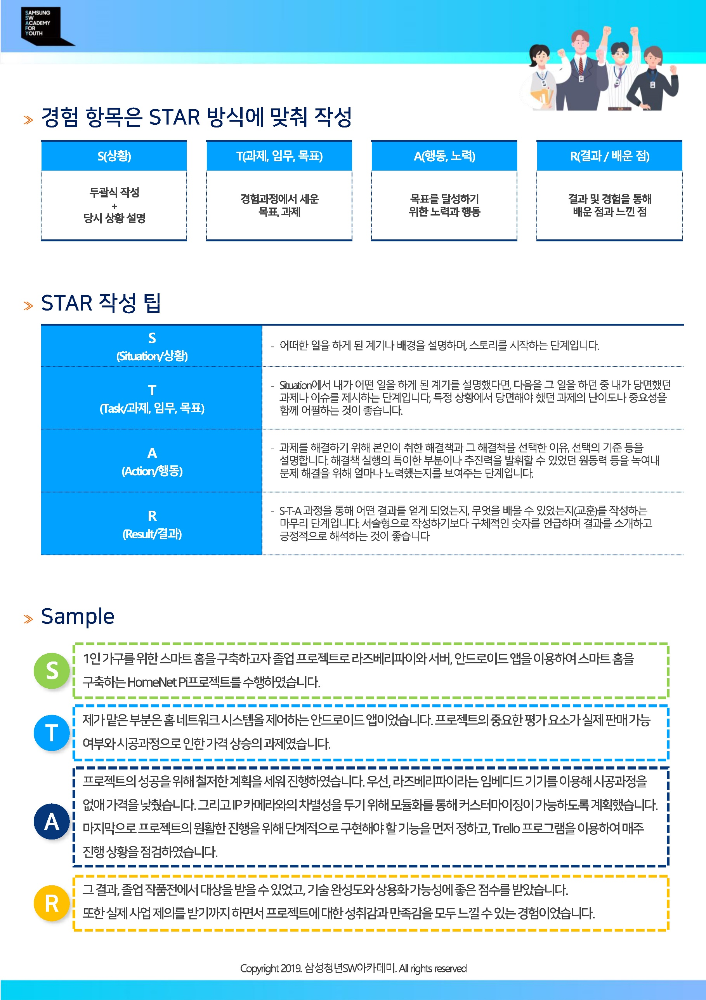 SAMSUNG
SW
ACADEMY
FOR
YOUTH
경험 항목은 STAR 방식에 맞춰 작성
S(상황)
두괄식 작성
+
당시 상황 설명
T(과제, 임무, 목표)
경험과정에서 세운
목표, 과제
A(행동, 노력)
목표를 달성하기
위한 노력과 행동
R(결과 / 배운 점)
결과 및 경험을 통해
배운 점과 느낀 점
STAR 작성 팁
S
(Situation/상황)
- 어떠한 일을 하게 된 계기나 배경을 설명하며, 스토리를 시작하는 단계입니다.
T
(Task/과제, 임무, 목표)
- Situation에서 내가 어떤 일을 하게 된 계기를 설명했다면, 다음을 그 일을 하던 중 내가 당면했던
과제나 이슈를 제시하는 단계입니다, 특정 상황에서 당면해야 했던 과제의 난이도나 중요성을
함께 어필하는 것이 좋습니다.
A
(Action/행동)
- 과제를 해결하기 위해 본인이 취한 해결책과 그 해결책을 선택한 이유, 선택의 기준 등을
설명합니다. 해결책 실행의 특이한 부분이나 추진력을 발휘할 수 있었던 원동력 등을 녹여내
문제 해결을 위해 얼마나 노력했는지를 보여주는 단계입니다.
R
(Result/결과)
- S-T-A 과정을 통해 어떤 결과를 얻게 되었는지, 무엇을 배울 수 있었는지(교훈)를 작성하는
마무리 단계입니다. 서술형으로 작성하기보다 구체적인 숫자를 언급하며 결과를 소개하고
긍정적으로 해석하는 것이 좋습니다
Sample
S
1인 가구를 위한 스마트 홈을 구축하고자 졸업 프로젝트로 라즈베리파이와 서버, 안드로이드 앱을 이용하여 스마트 홈을
구축하는 HomeNet Pi프로젝트를 수행하였습니다.
T
제가 맡은 부분은 홈 네트워크 시스템을 제어하는 안드로이드 앱이었습니다. 프로젝트의 중요한 평가 요소가 실제 판매 가능
여부와 시공과정으로 인한 가격 상승의 과제였습니다.
A
프로젝트의 성공을 위해 철저한 계획을 세워 진행하였습니다. 우선, 라즈베리파이라는 임베디드 기기를 이용해 시공과정을
없애 가격을 낮췄습니다. 그리고 IP 카메라와의 차별성을 두기 위해 모듈화를 통해 커스터마이징이 가능하도록 계획했습니다.
마지막으로 프로젝트의 원활한 진행을 위해 단계적으로 구현해야 할 기능을 먼저 정하고, Trello 프로그램을 이용하여 매주
진행 상황을 점검하였습니다.
R
그 결과, 졸업 작품전에서 대상을 받을 수 있었고, 기술 완성도와 상용화 가능성에 좋은 점수를 받았습니다.
또한 실제 사업 제의를 받기까지 하면서 프로젝트에 대한 성취감과 만족감을 모두 느낄 수 있는 경험이었습니다.
Copyright 2019. 삼성청년SW아카데미. All rights reserved